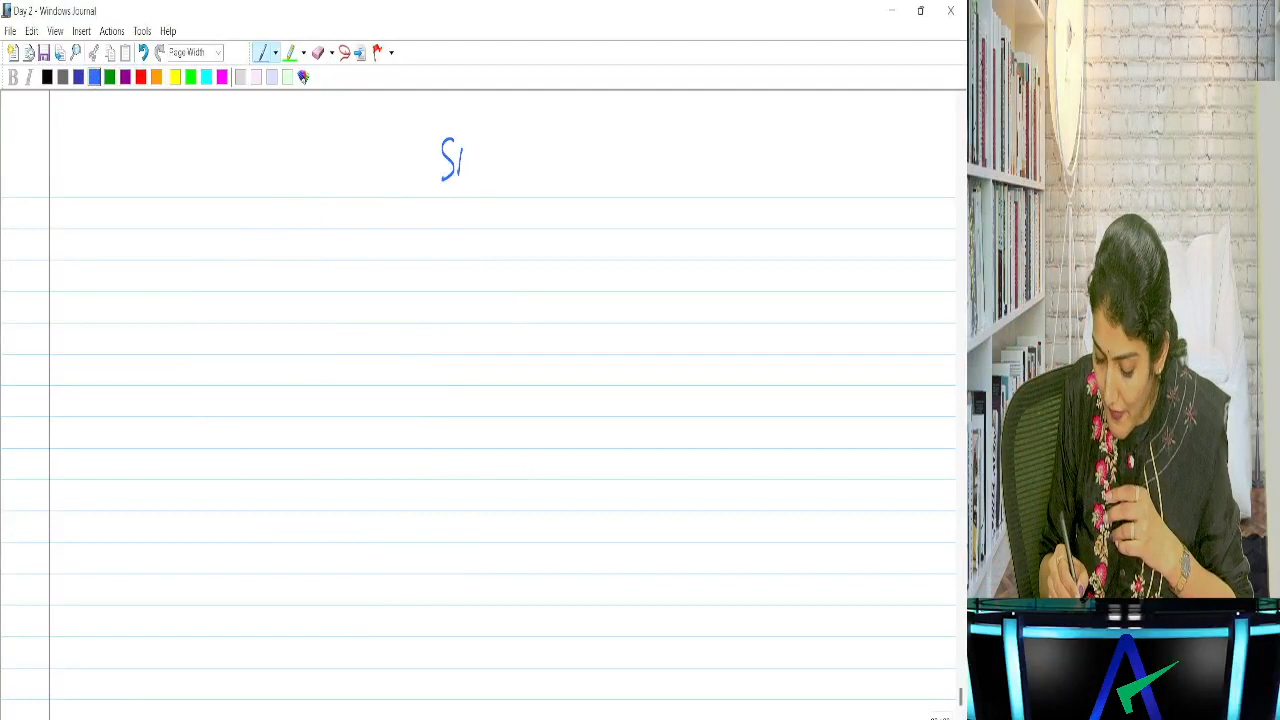 Day 2 - Windows Journal
File Edit View Insert Actions Tools Help
Page Width
B I
S